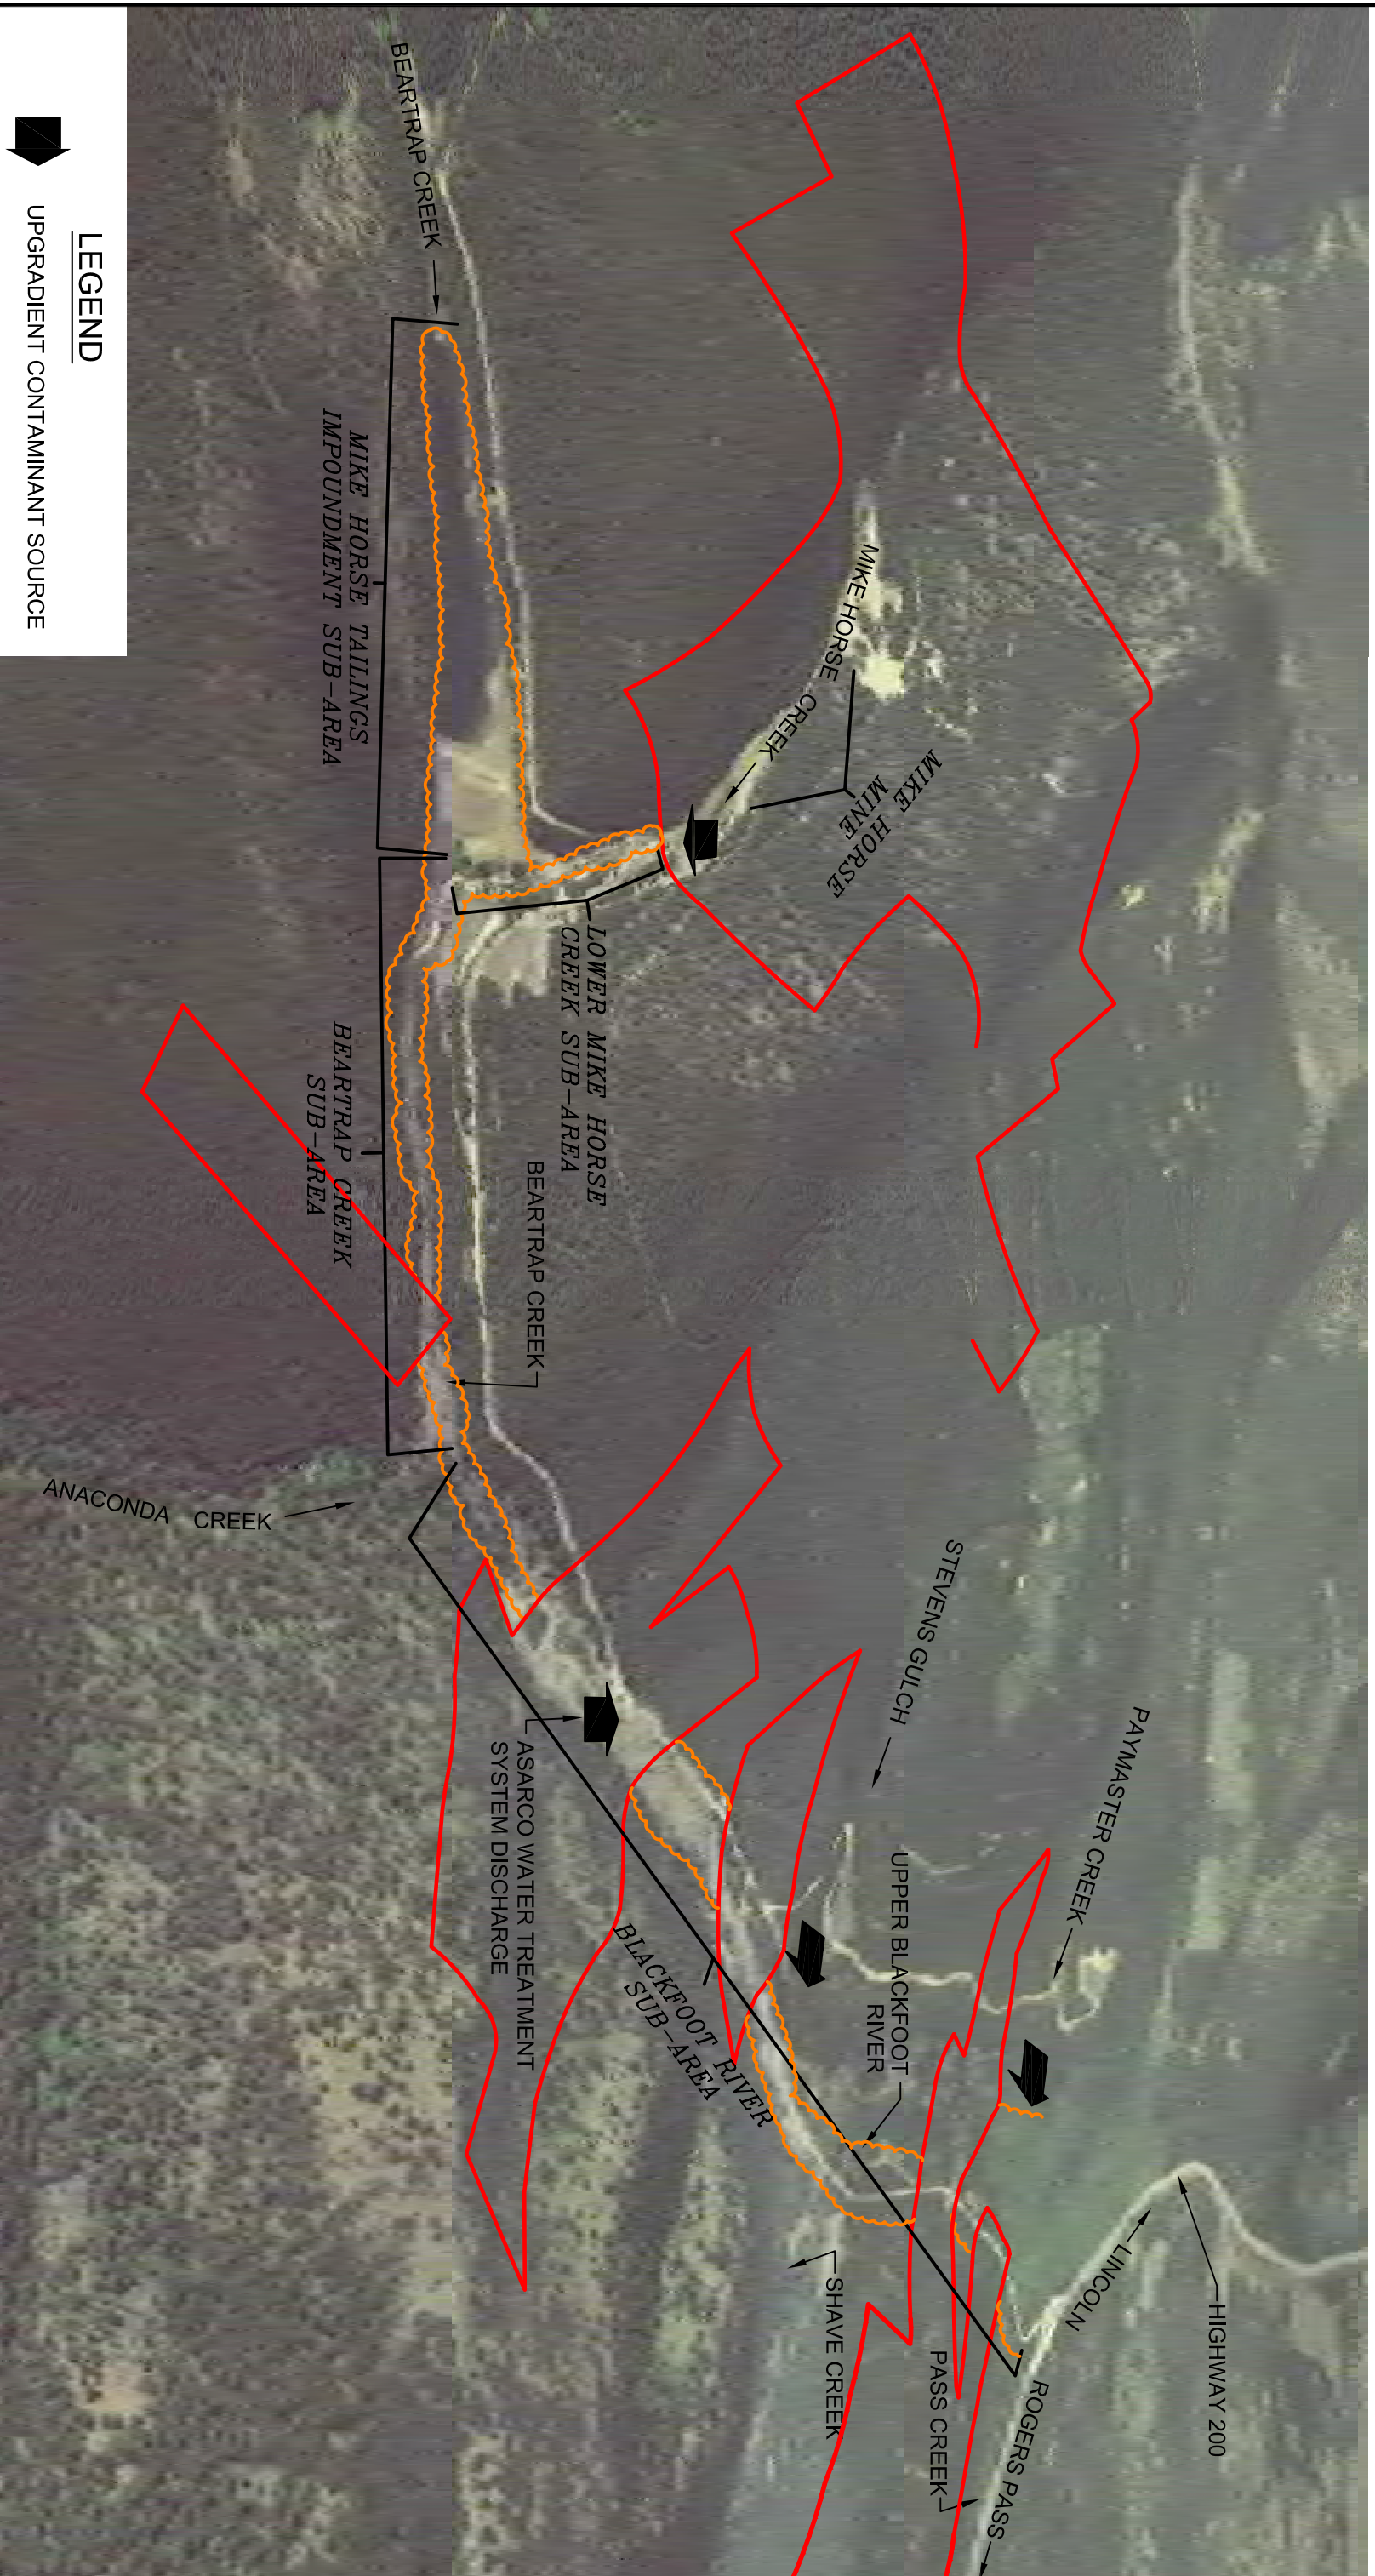 BEARTRAP CREEK
MIKE HORSE TAILINGS
IMPOUNDMENT SUB-AREA
MIKE HORSE
CREEK
MIKE HORSE
MINE
LOWER MIKE HORSE
CREEK SUB-AREA
BEARTRAP CREEK
SUB-AREA
BEARTRAP CREEK
ANACONDA CREEK
STEVENS GULCH
PAYMASTER CREEK
ASARCO WATER TREATMENT
SYSTEM DISCHARGE
UPPER BLACKFOOT
RIVER
BLACKFOOT RIVER
SUB-AREA
LINCOLN
HIGHWAY 200
SHAVE CREEK
PASS CREEK
ROGERS PASS
LEGEND
UPGRADIENT CONTAMINANT SOURCE